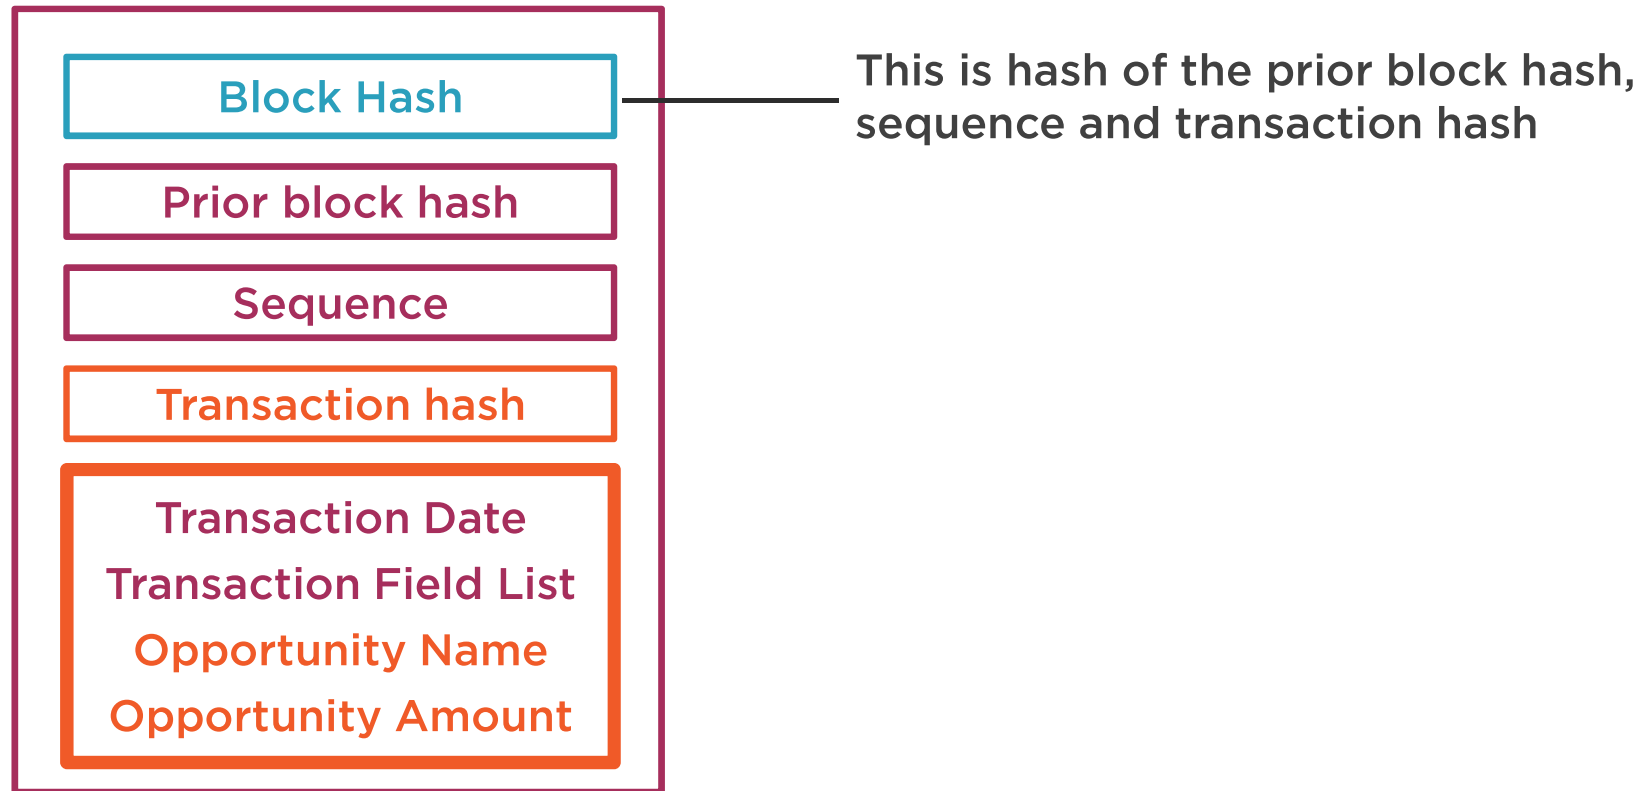 Block Hash
This is hash of the prior block hash,
sequence and transaction hash
Prior block hash
Sequence
Transaction hash
Transaction Date
Transaction Field List
Opportunity Name
Opportunity Amount